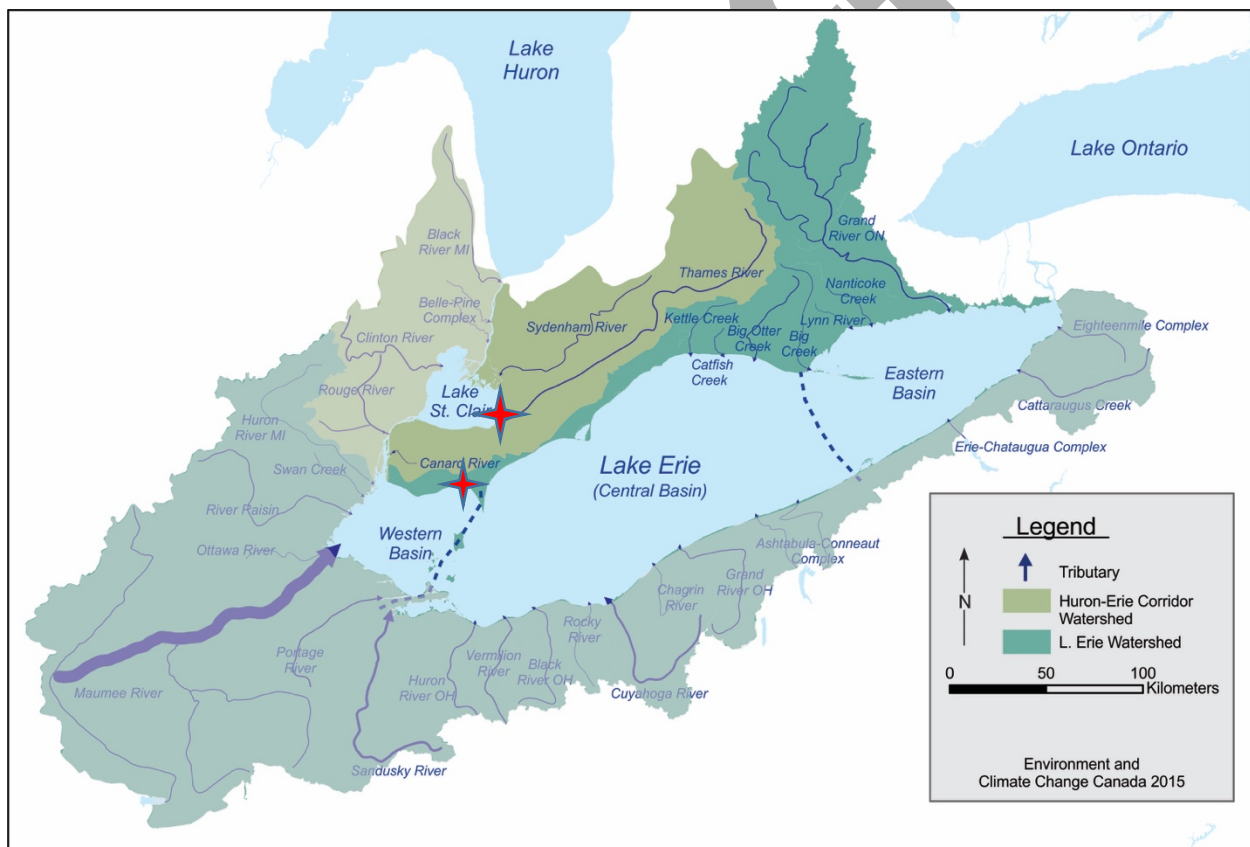 Lake
Huron
Lake Ontario
Black
River MI
Grand
River ON
Thames River
Belle-Pine
Complex
Nanticoke
Creek
Sydenham River
Kettle Creek
Lynn River
Clinton River
Big Otter
Creek
Big
Creek
Eighteenmile Complex
Catfish
Creek
Eastern
Basin
Rouge River
Lake
St. Clair
Cattaraugus Creek
Huron
River MI
Erie-Chataugua Complex
Swan Creek
Canard River
Lake Erie
(Central Basin)
River Raisin
Western
Basin
Ottawa River
Ashtabula-Conneaut
Complex
Grand
River OH
Chagrin
River
Rocky
River
Portage
River
Vermilion
River
Black
River OH
Huron
River OH
Maumee River
Cuyahoga River
Sandusky River
Legend
Tributary
N
Huron-Erie Corridor
Watershed
L. Erie Watershed
0 50 100
Kilometers
Environment and
Climate Change Canada 2015